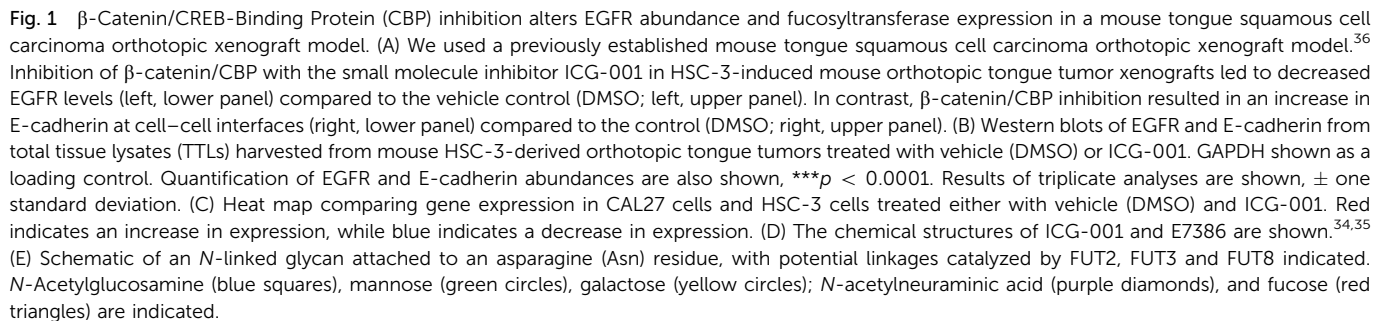 Fig. 1 β-Catenin/CREB-Binding Protein (CBP) inhibition alters EGFR abundance and fucosyltransferase expression in a mouse tongue squamous cell
carcinoma orthotopic xenograft model. (A) We used a previously established mouse tongue squamous cell carcinoma orthotopic xenograft model.36
Inhibition of β-catenin/CBP with the small molecule inhibitor ICG-001 in HSC-3-induced mouse orthotopic tongue tumor xenografts led to decreased
EGFR levels (left, lower panel) compared to the vehicle control (DMSO; left, upper panel). In contrast, β-catenin/CBP inhibition resulted in an increase in
E-cadherin at cell–cell interfaces (right, lower panel) compared to the control (DMSO; right, upper panel). (B) Western blots of EGFR and E-cadherin from
total tissue lysates (TTLs) harvested from mouse HSC-3-derived orthotopic tongue tumors treated with vehicle (DMSO) or ICG-001. GAPDH shown as a
loading control. Quantification of EGFR and E-cadherin abundances are also shown, ***p < 0.0001. Results of triplicate analyses are shown, ± one
standard deviation. (C) Heat map comparing gene expression in CAL27 cells and HSC-3 cells treated either with vehicle (DMSO) and ICG-001. Red
indicates an increase in expression, while blue indicates a decrease in expression. (D) The chemical structures of ICG-001 and E7386 are shown.34,35
(E) Schematic of an N-linked glycan attached to an asparagine (Asn) residue, with potential linkages catalyzed by FUT2, FUT3 and FUT8 indicated.
N-Acetylglucosamine (blue squares), mannose (green circles), galactose (yellow circles); N-acetylneuraminic acid (purple diamonds), and fucose (red
triangles) are indicated.